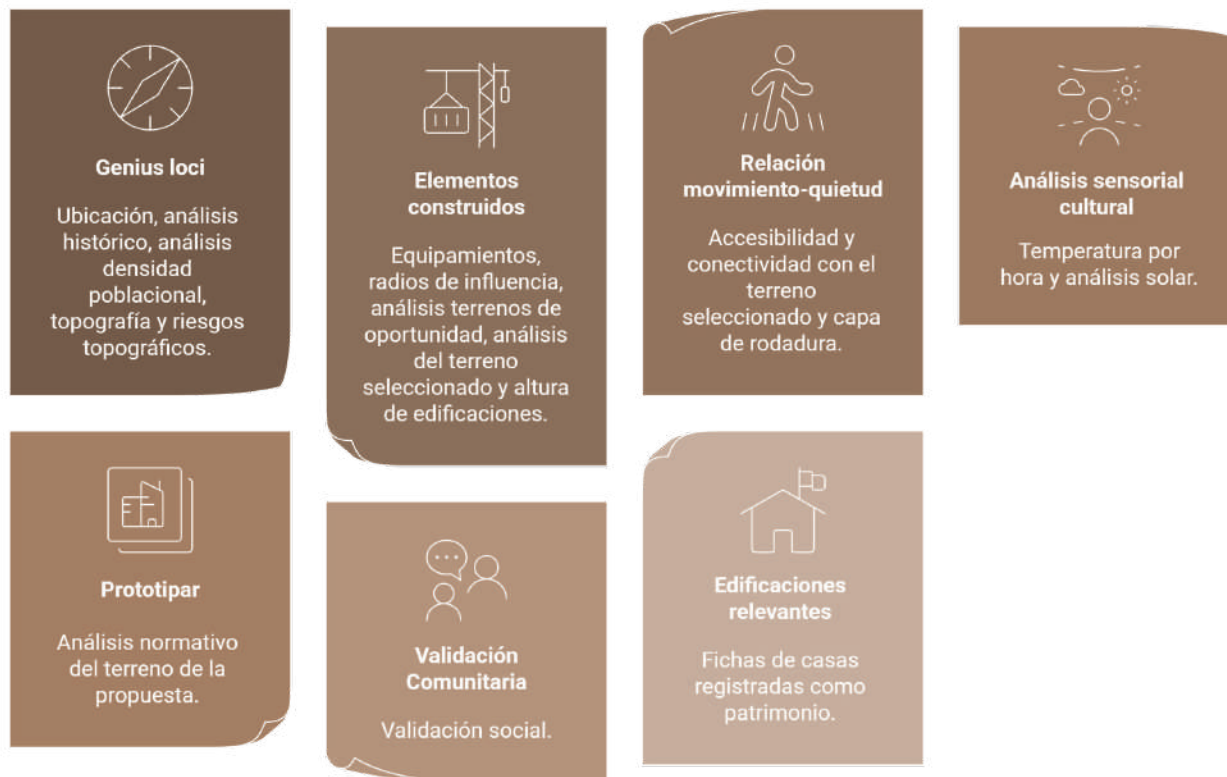 Genius loci
Ubicación, análisis
histórico, análisis
densidad
poblacional,
topografía y riesgos
topográficos.
Elementos
construidos
Equipamientos,
radios de influencia,
análisis terrenos de
oportunidad, análisis
del terreno
seleccionado y altura
de edificaciones.
Relación
movimiento-quietud
Accesibilidad y
conectividad con el
terreno
seleccionado y capa
de rodadura.
Análisis sensorial
cultural
Temperatura por
hora y análisis solar.
Prototipar
Análisis normativo
del terreno de la
propuesta.
Validación
Comunitaria
Validación social.
Edificaciones
relevantes
Fichas de casas
registradas como
patrimonio.